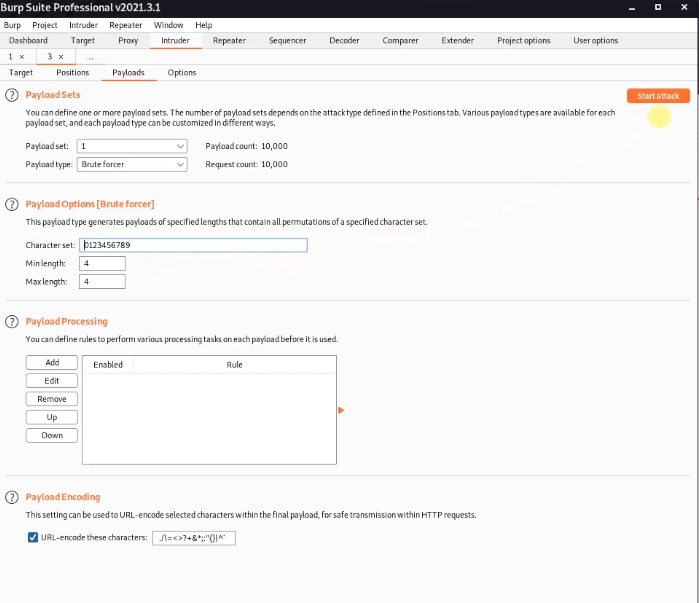 Burp Suite Professional v2021.3.1
Burp Project Intruder Repeater Window Help
Dashboard Target Proxy Intruder Repeater Sequencer Decoder Comparer Extender Project options User options
1 × 3 × ...
Target Positions Payloads Options
? Payload Sets Start attack
You can define one or more payload sets. The number of payload sets depends on the attack type defined in the Positions tab. Various payload types are available for each
payload set, and each payload type can be customized in different ways.
Payload set: 1 Payload count: 10,000
Payload type: Brute forcer Request count: 10,000
? Payload Options [Brute forcer]
This payload type generates payloads of specified lengths that contain all permutations of a specified character set.
Character set: 0123456789
Min length: 4
Max length: 4
? Payload Processing
You can define rules to perform various processing tasks on each payload before it is used.
Add Enabled Rule
Edit
Remove
Up
Down
? Payload Encoding
This setting can be used to URL-encode selected characters within the final payload, for safe transmission within HTTP requests.
URL-encode these characters: ./\=<>?+&*;:"{}|^`